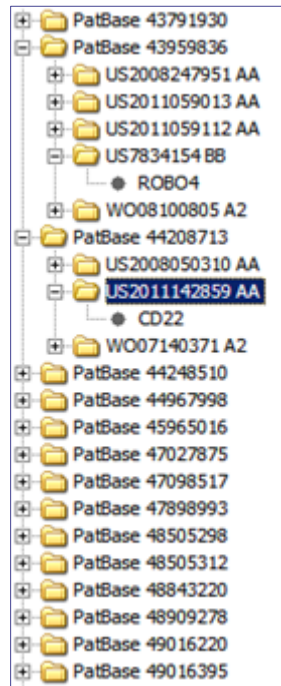 PatBase 43791930
PatBase 43959836
US2008247951 AA
US2011059013 AA
US2011059112 AA
US7834154 BB
ROBO4
WO08100805 A2
PatBase 44208713
US2008050310 AA
US2011142859 AA
CD22
WO07140371 A2
PatBase 44248510
PatBase 44967998
PatBase 45965016
PatBase 47027875
PatBase 47098517
PatBase 47898993
PatBase 48505298
PatBase 48505312
PatBase 48843220
PatBase 48909278
PatBase 49016220
PatBase 49016395